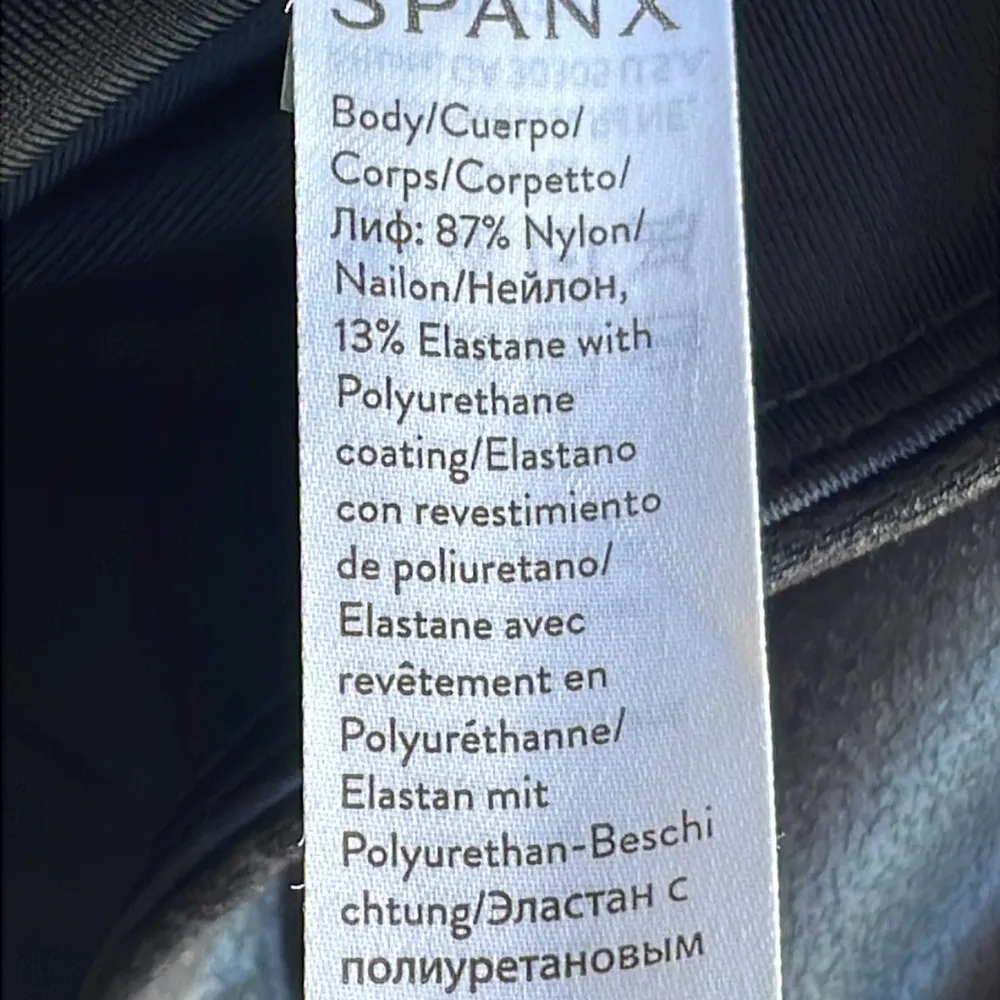 SPANX
Body/Cuerpo/
Corps/Corpetto/
Лиф: 87% Nylon/
Nailon/Нейлон,
13% Elastane with
Polyurethane
coating/Elastano
con revestimiento
de poliuretano/
Elastane avec
revêtement en
Polyuréthanne/
Elastan mit
Polyurethan-Beschi
chtung/Эластан с
полиуретановым